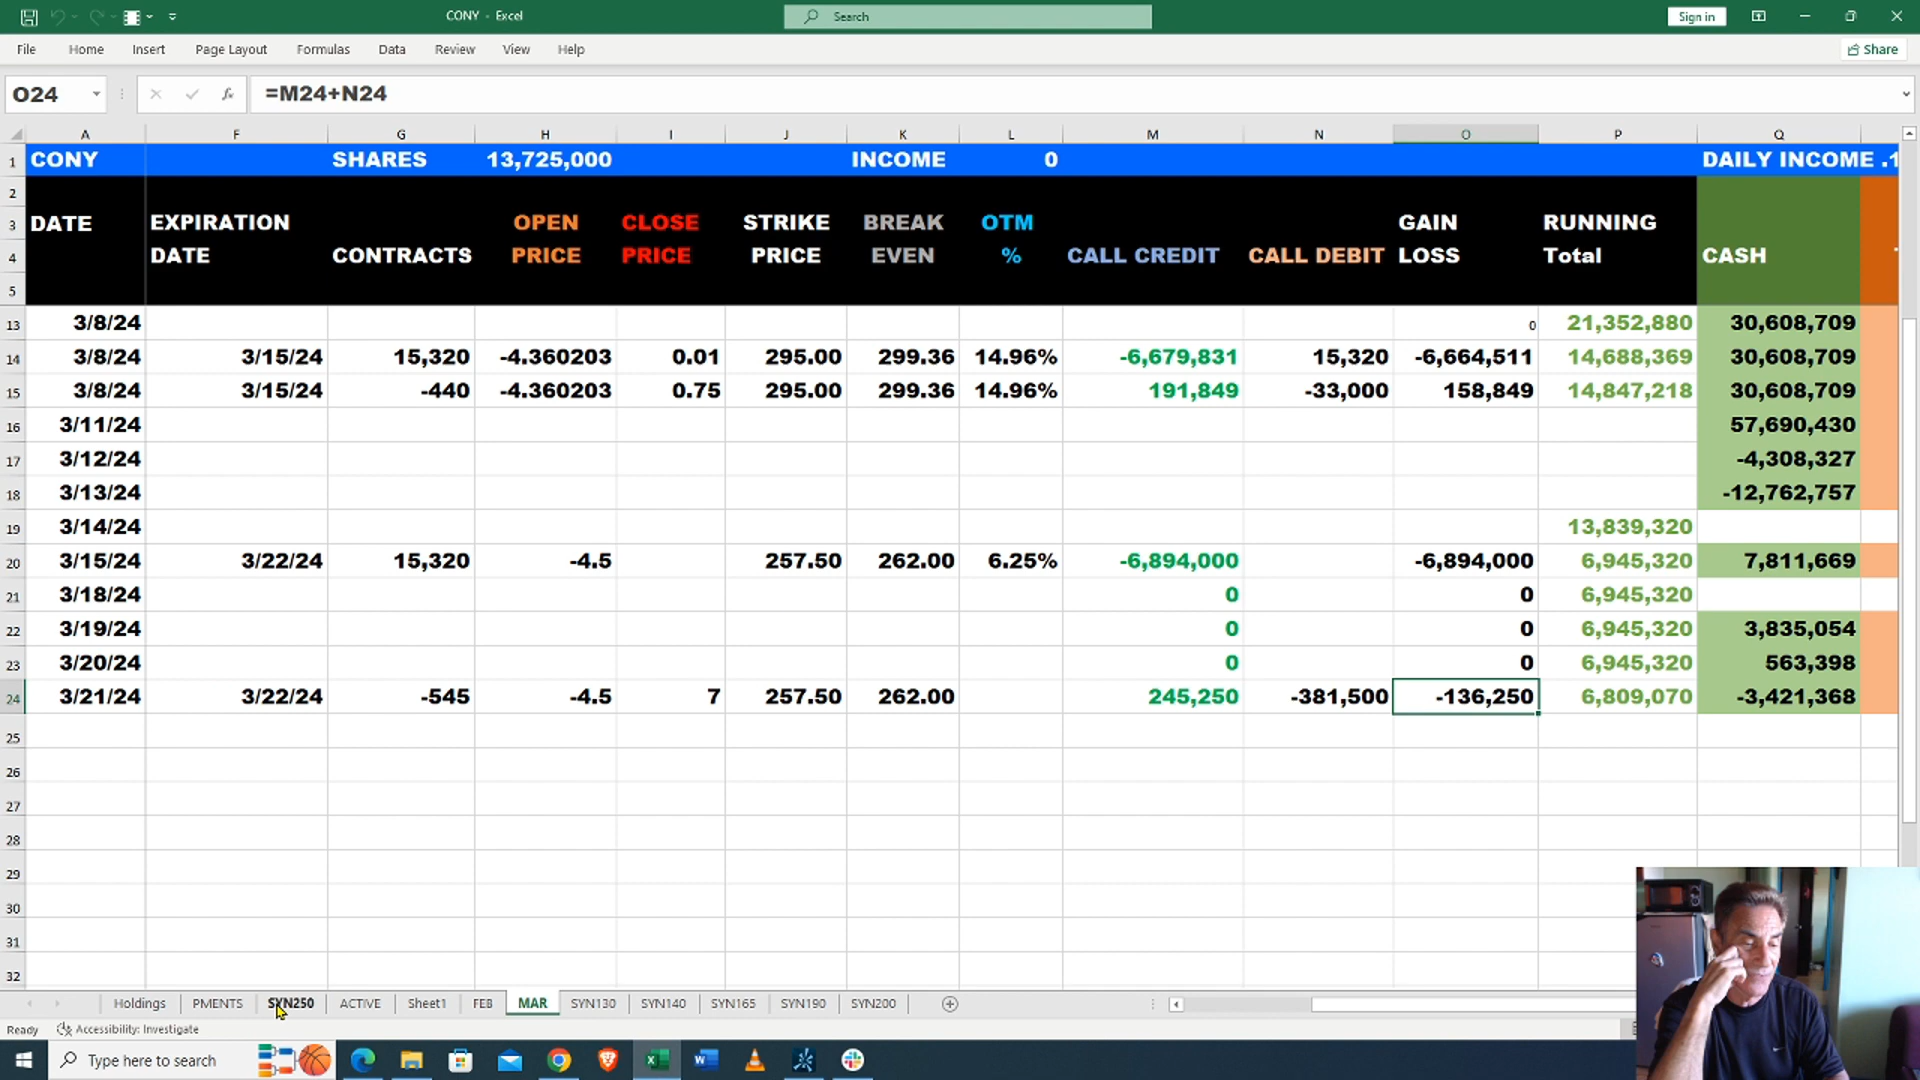 CONY - Excel
Search
Sign in
File Home Insert Page Layout Formulas Data Review View Help
Share
O24
fx
=M24+N24
A F G H I J K L M N O P Q
1 CONY SHARES 13,725,000 INCOME 0 DAILY INCOME .1
2
3 DATE EXPIRATION OPEN CLOSE STRIKE BREAK OTM GAIN RUNNING
4 DATE CONTRACTS PRICE PRICE PRICE EVEN % CALL CREDIT CALL DEBIT LOSS Total CASH
5
13 3/8/24 0 21,352,880 30,608,709
14 3/8/24 3/15/24 15,320 -4.360203 0.01 295.00 299.36 14.96% -6,679,831 15,320 -6,664,511 14,688,369 30,608,709
15 3/8/24 3/15/24 -440 -4.360203 0.75 295.00 299.36 14.96% 191,849 -33,000 158,849 14,847,218 30,608,709
16 3/11/24 57,690,430
17 3/12/24 -4,308,327
18 3/13/24 -12,762,757
19 3/14/24 13,839,320
20 3/15/24 3/22/24 15,320 -4.5 257.50 262.00 6.25% -6,894,000 -6,894,000 6,945,320 7,811,669
21 3/18/24 0 0 6,945,320
22 3/19/24 0 0 6,945,320 3,835,054
23 3/20/24 0 0 6,945,320 563,398
24 3/21/24 3/22/24 -545 -4.5 7 257.50 262.00 245,250 -381,500 -136,250 6,809,070 -3,421,368
25
26
27
28
29
30
31
32
Holdings PMENTS SYN250 ACTIVE Sheet1 FEB MAR SYN130 SYN140 SYN165 SYN190 SYN200
Ready Accessibility: Investigate
Type here to search